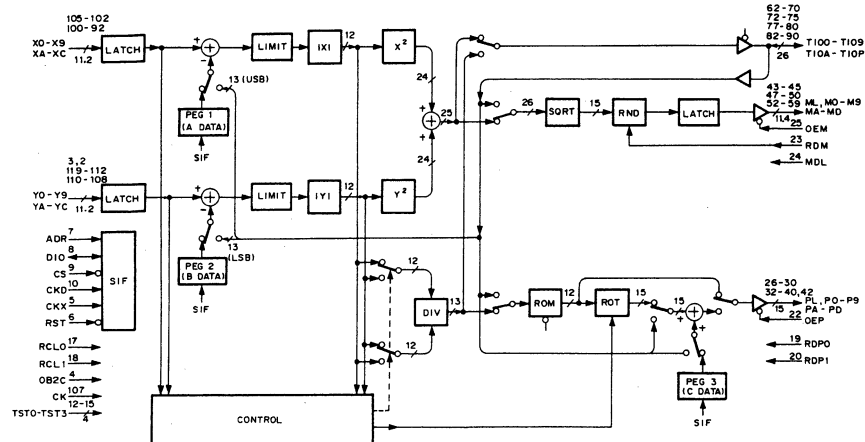 105-102
100-92
X0-X9
XA-XC
11.2
LATCH
+
-
LIMIT
|X|
12
X²
24
13 (USB)
PEG 1
(A DATA)
SIF
+
+
25
24
62-70
72-75
77-80
82-90
TIO0-TIO9
TIOA-TIOP
26
26
SQRT
15
RND
LATCH
43-45
47-50
52-59
ML, M0-M9
MA-MD
11.4
25
OEM
23
RDM
24
MDL
3,2
119-112
110-108
Y0-Y9
YA-YC
11.2
LATCH
+
-
LIMIT
|Y|
12
Y²
13
(LSB)
PEG 2
(B DATA)
SIF
ADR 7
DIO 8
CS 9
CKD 10
CKX 5
RST 6
SIF
RCL0 17
RCL1 18
OB2C 4
CK 107
12-15
TST0-TST3
4
12
12
DIV
13
ROM
12
ROT
15
15
+
+
26-30
32-40,42
PL, P0-P9
PA-PD
15
22
OEP
19
RDP0
20
RDP1
PEG 3
(C DATA)
SIF
CONTROL